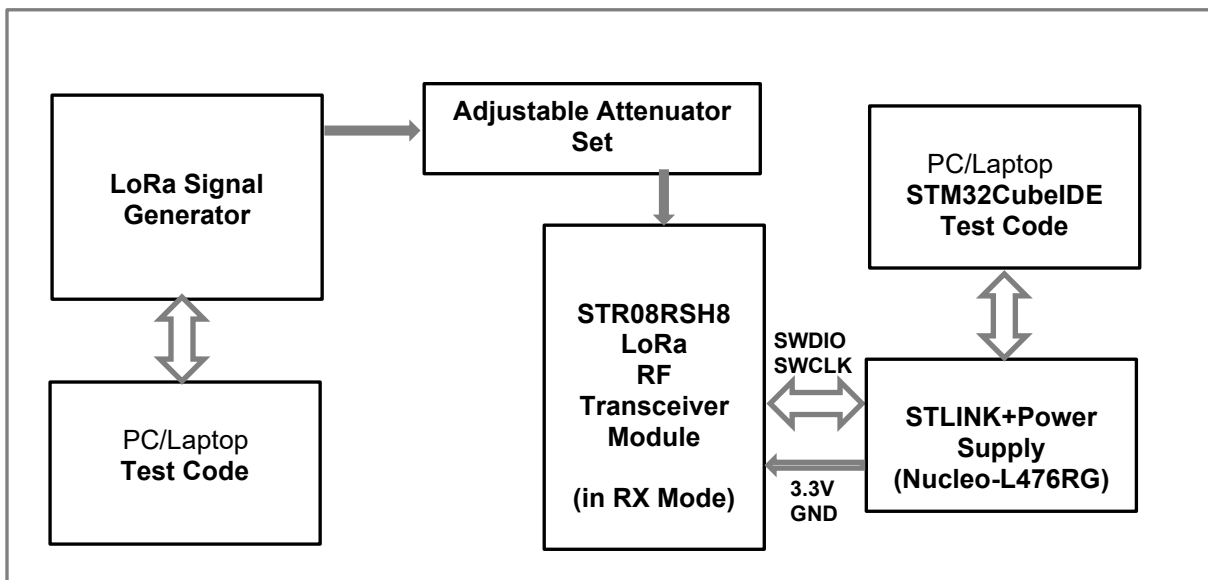 LoRa Signal
Generator
Adjustable Attenuator
Set
PC/Laptop
STM32CubeIDE
Test Code
STR08RSH8
LoRa
RF
Transceiver
Module
(in RX Mode)
SWDIO
SWCLK
3.3V
GND
STLINK+Power
Supply
(Nucleo-L476RG)
PC/Laptop
Test Code